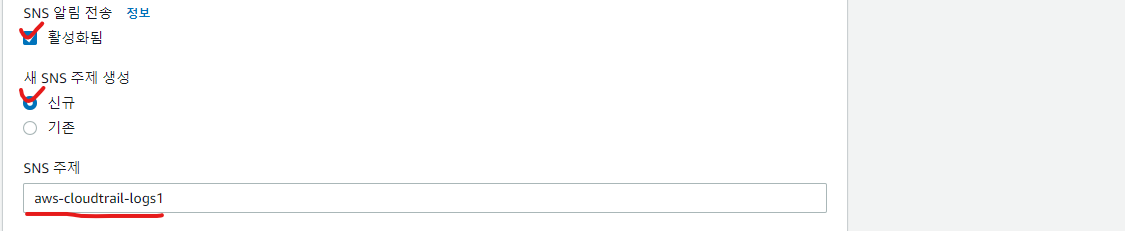 SNS 알림 전송 정보
활성화됨
새 SNS 주제 생성
신규
기존
SNS 주제
aws-cloudtrail-logs1